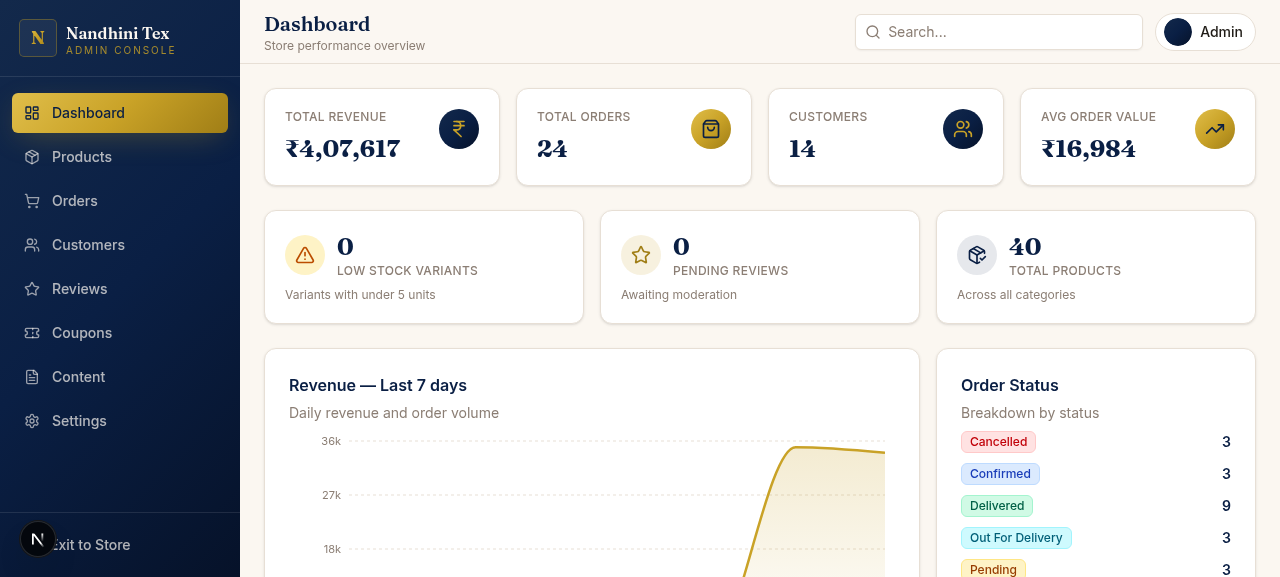 N
Nandhini Tex
ADMIN CONSOLE
Dashboard
Products
Orders
Customers
Reviews
Coupons
Content
Settings
N
Exit to Store
Dashboard
Store performance overview
Search...
Admin
TOTAL REVENUE
₹4,07,617
₹
TOTAL ORDERS
24
CUSTOMERS
14
AVG ORDER VALUE
₹16,984
0
LOW STOCK VARIANTS
Variants with under 5 units
0
PENDING REVIEWS
Awaiting moderation
40
TOTAL PRODUCTS
Across all categories
Revenue — Last 7 days
Daily revenue and order volume
36k
27k
18k
Order Status
Breakdown by status
Cancelled 3
Confirmed 3
Delivered 9
Out For Delivery 3
Pending 3